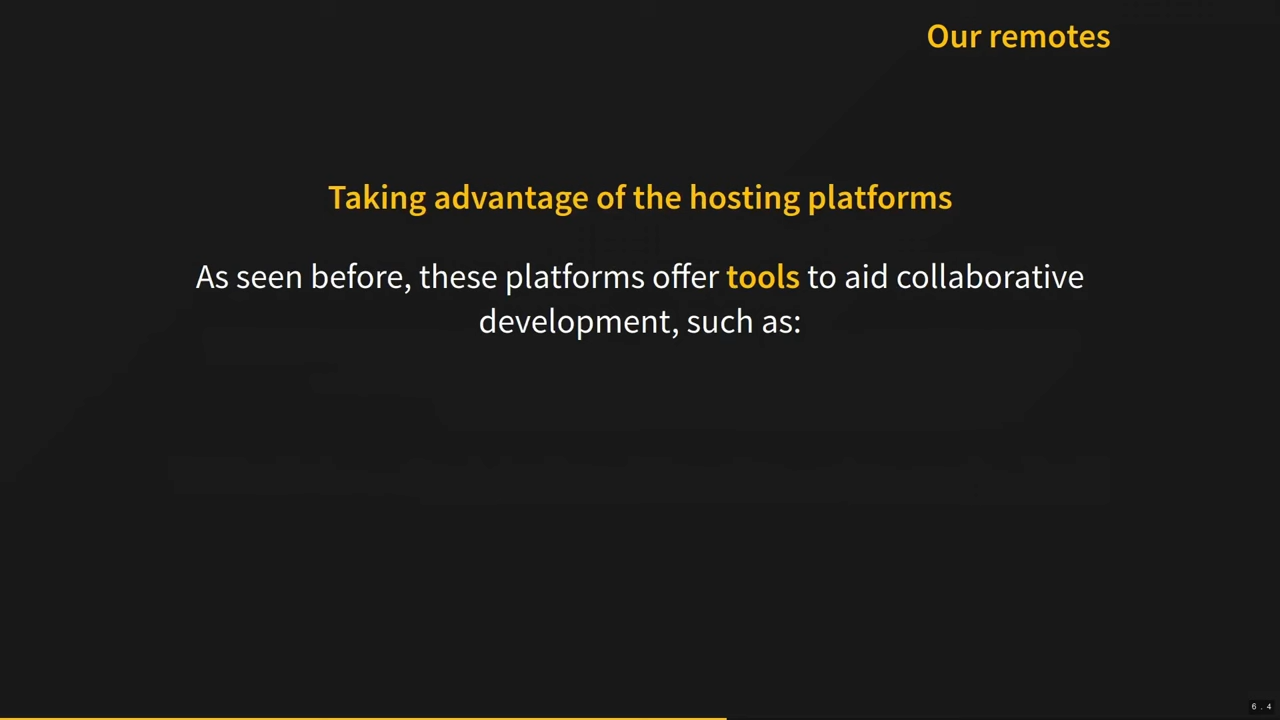 Our remotes
Taking advantage of the hosting platforms
As seen before, these platforms offer tools to aid collaborative
development, such as:
6 . 4